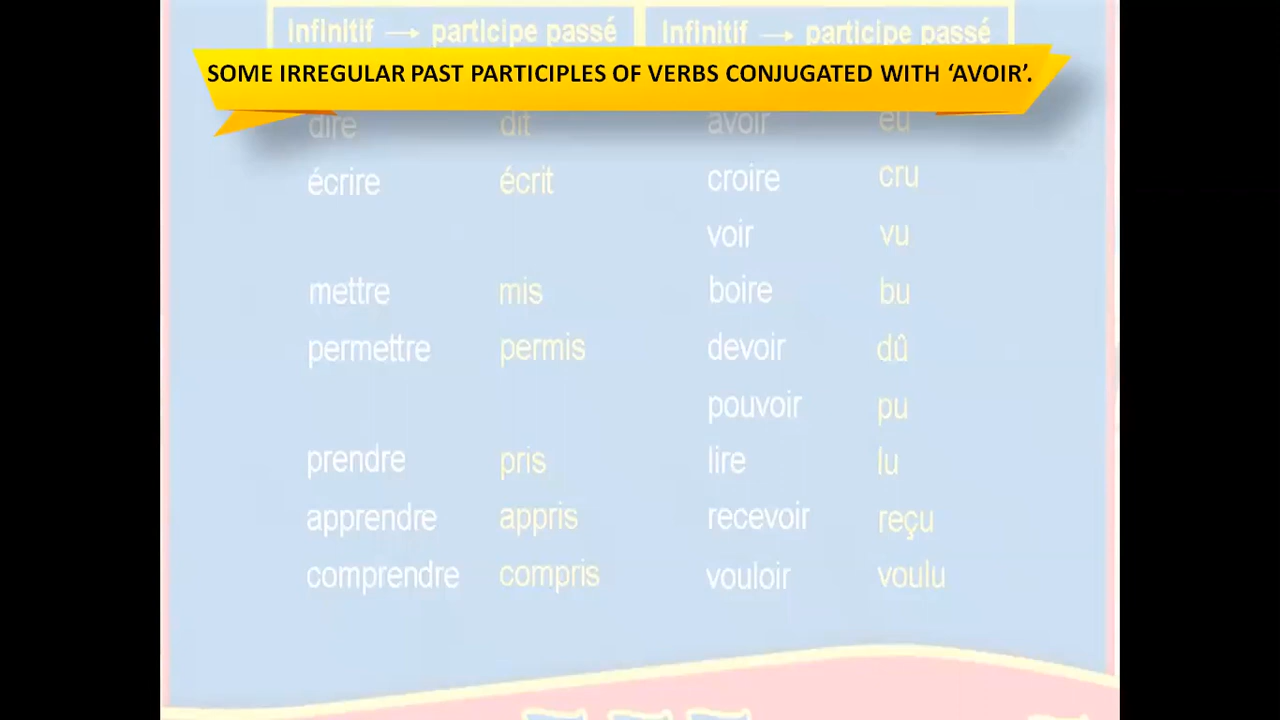 infinitif → participe passé infinitif → participe passé
SOME IRREGULAR PAST PARTICIPLES OF VERBS CONJUGATED WITH ‘AVOIR’.
dire dit avoir eu
écrire écrit croire cru
voir vu
mettre mis boire bu
permettre permis devoir dû
pouvoir pu
prendre pris lire lu
apprendre appris recevoir reçu
comprendre compris vouloir voulu